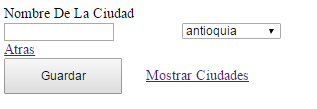 Nombre De La Ciudad
antioquia
Atras
Guardar Mostrar Ciudades